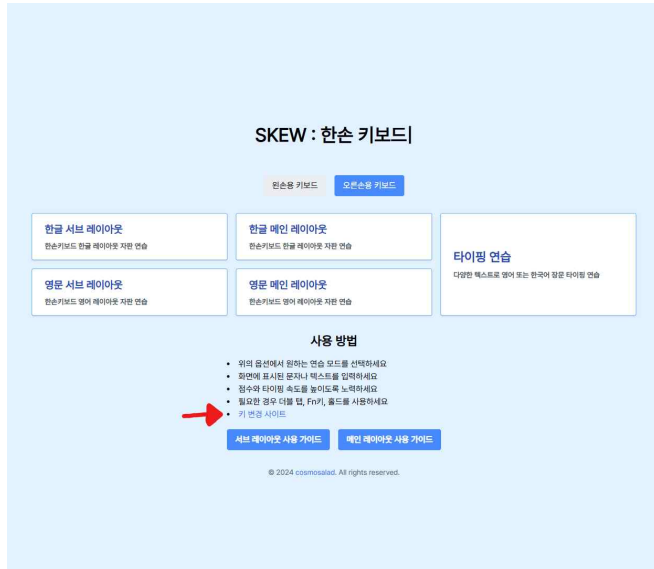 SKEW : 한손 키보드|
왼손용 키보드
오른손용 키보드
한글 서브 레이아웃
한손키보드 한글 레이아웃 자판 연습
한글 메인 레이아웃
한손키보드 한글 레이아웃 자판 연습
타이핑 연습
다양한 텍스트로 영어 또는 한국어 장문 타이핑 연습
영문 서브 레이아웃
한손키보드 영어 레이아웃 자판 연습
영문 메인 레이아웃
한손키보드 영어 레이아웃 자판 연습
사용 방법
• 위의 옵션에서 원하는 연습 모드를 선택하세요
• 화면에 표시된 문자나 텍스트를 입력하세요
• 점수와 타이핑 속도를 높이도록 노력하세요
• 필요한 경우 더블 탭, Fn키, 홀드를 사용하세요
• 키 변경 사이트
서브 레이아웃 사용 가이드
메인 레이아웃 사용 가이드
© 2024 cosmosalad. All rights reserved.